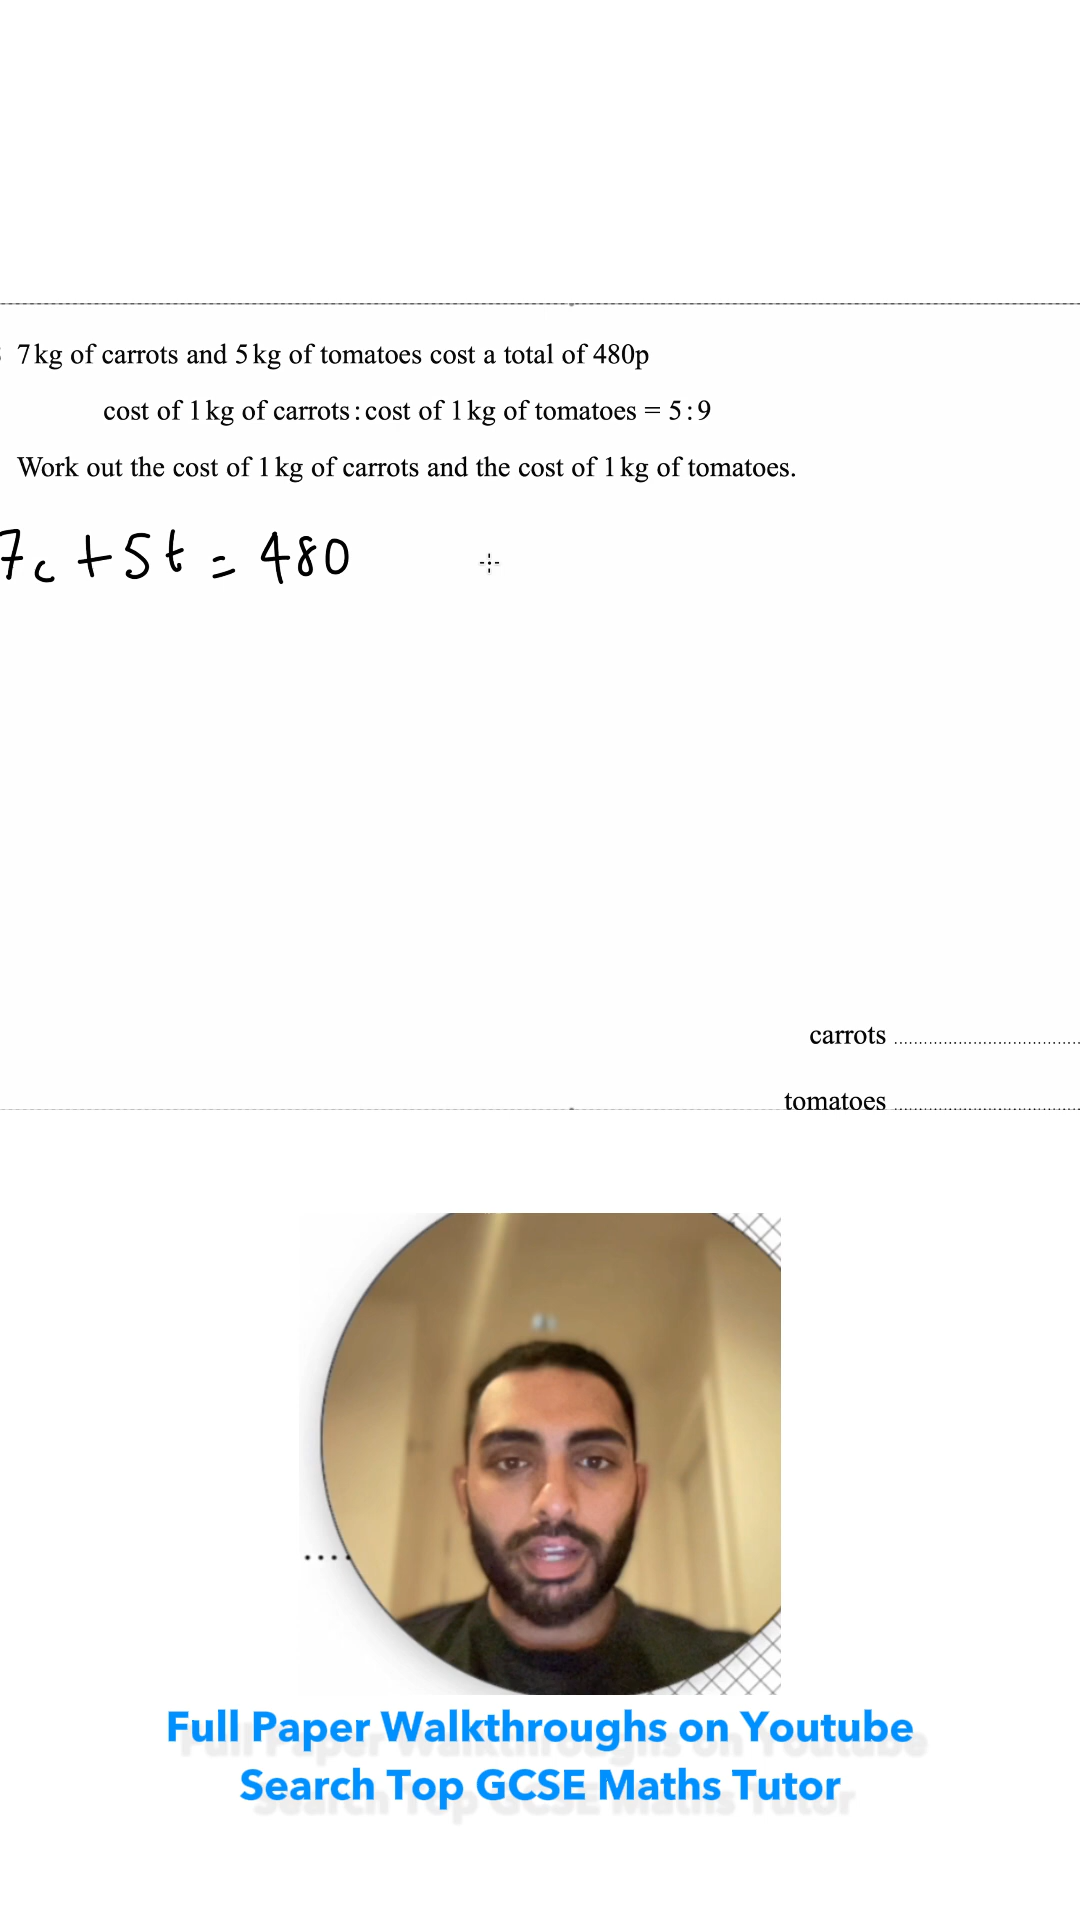 7 kg of carrots and 5 kg of tomatoes cost a total of 480p
cost of 1 kg of carrots : cost of 1 kg of tomatoes = 5 : 9
Work out the cost of 1 kg of carrots and the cost of 1 kg of tomatoes.
7c + 5t = 480
carrots
tomatoes
Full Paper Walkthroughs on Youtube
Search Top GCSE Maths Tutor